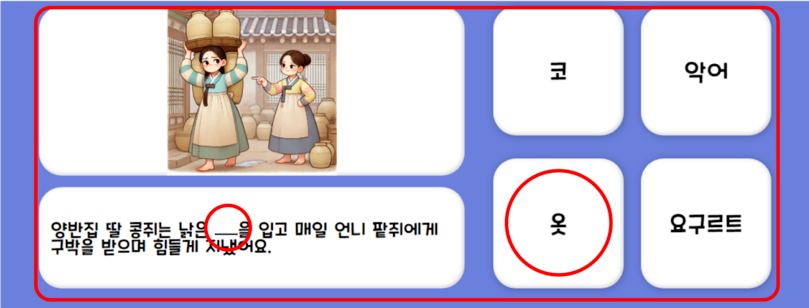 코
악어
양반집 딸 콩쥐는 낡은 ___을 입고 매일 언니 팥쥐에게
구박을 받으며 힘들게 지냈어요.
옷
요구르트